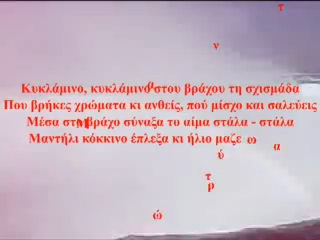 Κυκλάμινο, κυκλάμινο στου βράχου τη σχισμάδα
Που βρήκες χρώματα κι ανθείς, πού μίσχο και σαλεύεις
Μέσα στο βράχο σύναξα το αίμα στάλα - στάλα
Μαντήλι κόκκινο έπλεξα κι ήλιο μαζε